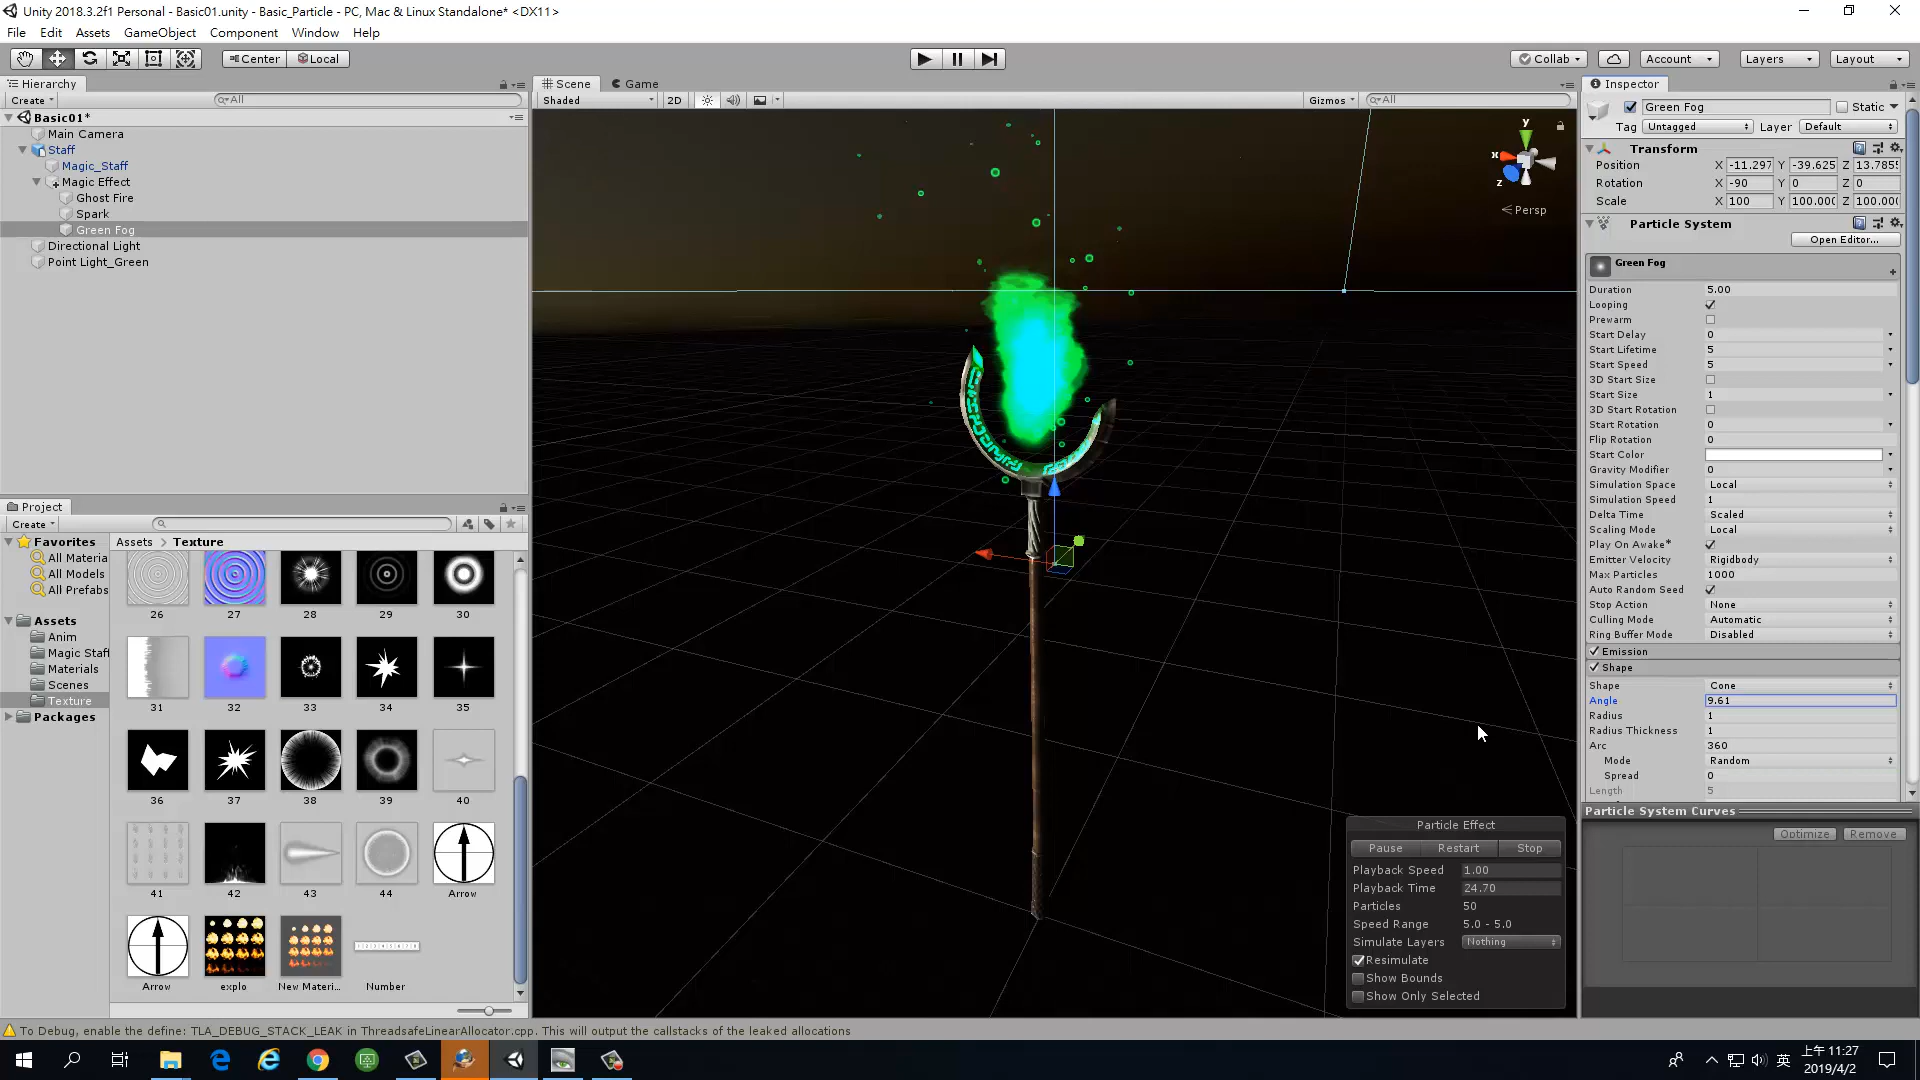 Unity 2018.3.2f1 Personal - Basic01.unity - Basic_Particle - PC, Mac & Linux Standalone* <DX11>
File Edit Assets GameObject Component Window Help
Center Local Collab Account Layers Layout
Hierarchy
Create All
Basic01*
Main Camera
Staff
Magic_Staff
Magic Effect
Ghost Fire
Spark
Green Fog
Directional Light
Point Light_Green
Scene Game
Shaded 2D Gizmos All
y
x
z
Persp
Project
Create
Favorites
All Materia
All Models
All Prefabs
Assets
Anim
Magic Staff
Materials
Scenes
Texture
Packages
Assets Texture
26 27 28 29 30
31 32 33 34 35
36 37 38 39 40
41 42 43 44 Arrow
Arrow explo New Materi... Number
Particle Effect
Pause Restart Stop
Playback Speed 1.00
Playback Time 24.70
Particles 50
Speed Range 5.0 - 5.0
Simulate Layers Nothing
Resimulate
Show Bounds
Show Only Selected
Inspector
Green Fog Static
Tag Untagged Layer Default
Transform
Position X -11.297 Y -39.625 Z 13.785
Rotation X -90 Y 0 Z 0
Scale X 100 Y 100.000 Z 100.000
Particle System
Open Editor...
Green Fog
Duration 5.00
Looping
Prewarm
Start Delay 0
Start Lifetime 5
Start Speed 5
3D Start Size
Start Size 1
3D Start Rotation
Start Rotation 0
Flip Rotation 0
Start Color
Gravity Modifier 0
Simulation Space Local
Simulation Speed 1
Delta Time Scaled
Scaling Mode Local
Play On Awake*
Emitter Velocity Rigidbody
Max Particles 1000
Auto Random Seed
Stop Action None
Culling Mode Automatic
Ring Buffer Mode Disabled
Emission
Shape
Shape Cone
Angle 9.61
Radius 1
Radius Thickness 1
Arc 360
Mode Random
Spread 0
Length 5
Particle System Curves
Optimize Remove
To Debug, enable the define: TLA_DEBUG_STACK_LEAK in ThreadsafeLinearAllocator.cpp. This will output the callstacks of the leaked allocations
英 上午 11:27
2019/4/2